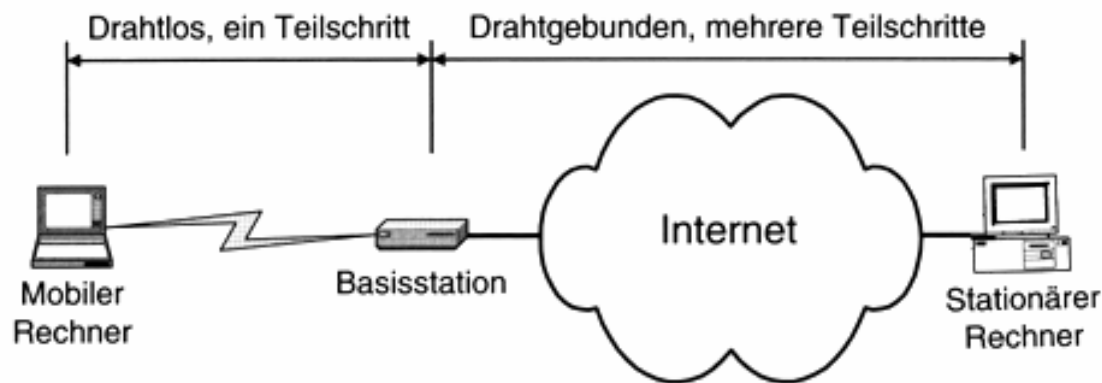 Drahtlos, ein Teilschritt
Drahtgebunden, mehrere Teilschritte
Internet
Basisstation
Mobiler
Rechner
Stationärer
Rechner